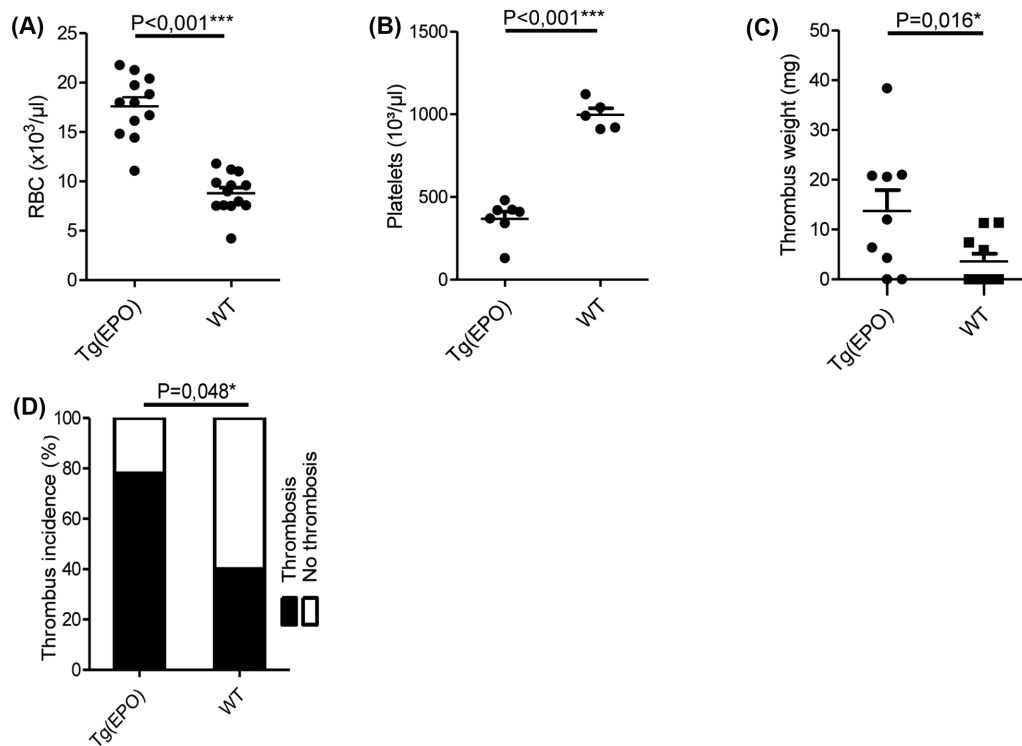 (A)
P<0,001***
25
20
15
10
5
0
RBC (x10³/µl)
Tg(EPO)
WT
(B)
P<0,001***
1500
1000
500
0
Platelets (10³/µl)
Tg(EPO)
WT
(C)
P=0,016*
50
40
30
20
10
0
Thrombus weight (mg)
Tg(EPO)
WT
(D)
P=0,048*
100
80
60
40
20
0
Thrombus incidence (%)
Tg(EPO)
WT
Thrombosis
No thrombosis